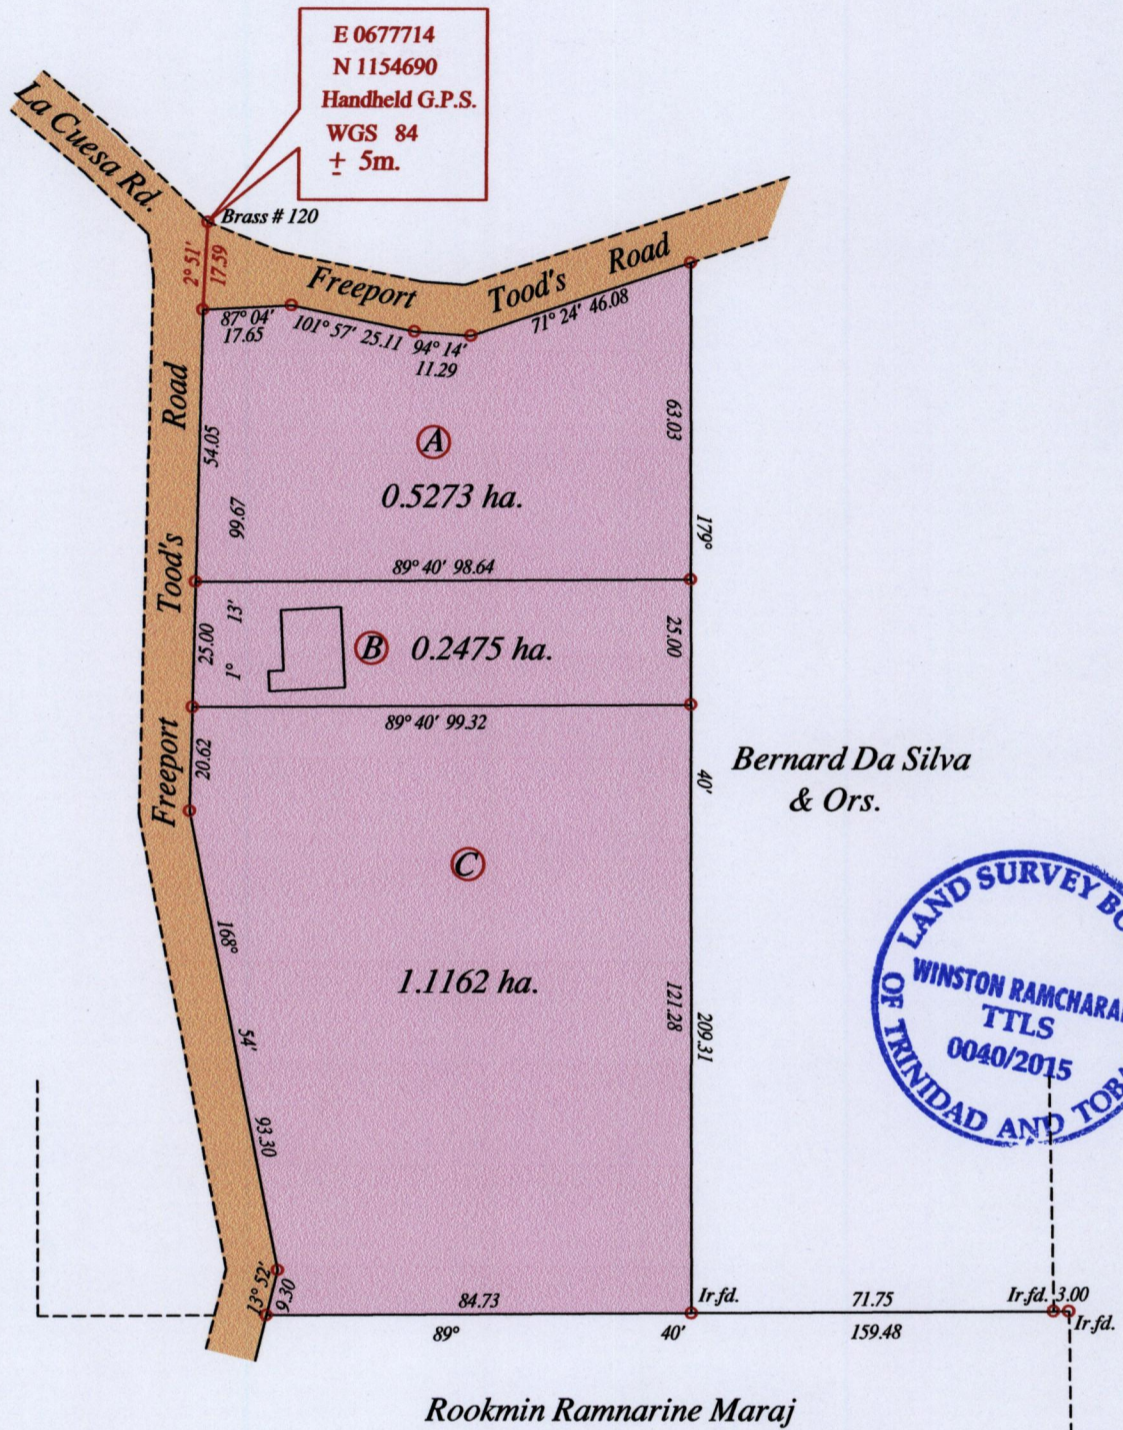 E 0677714
N 1154690
Handheld G.P.S.
WGS 84
± 5m.
La Cuesa Rd.
Brass # 120
2° 51'
17.59
Freeport Tood's Road
87° 04'
17.65
101° 57' 25.11
94° 14'
11.29
71° 24' 46.08
Freeport Tood's Road
54.05
99.67
63.03
A
0.5273 ha.
179°
89° 40' 98.64
25.00
1° 13'
B 0.2475 ha.
25.00
89° 40' 99.32
20.62
40'
Bernard Da Silva
& Ors.
C
1.1162 ha.
168°
54'
93.30
121.28
209.31
LAND SURVEY BO
OF TRINIDAD AND TOBA
WINSTON RAMCHARA
TTLS
0040/2015
13° 52'
9.30
84.73
Ir.fd.
71.75
Ir.fd. 3.00
Ir.fd.
89° 40'
159.48
Rookmin Ramnarine Maraj